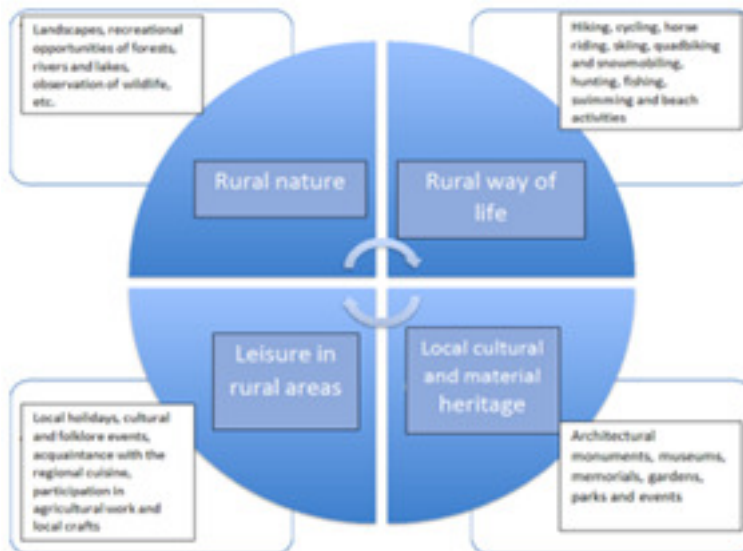 Landscapes, recreational
opportunities of forests,
rivers and lakes,
observation of wildlife,
etc.
Hiking, cycling, horse
riding, skiing, quadbiking
and snowmobiling,
hunting, fishing,
swimming and beach
activities
Rural nature
Rural way of
life
Leisure in
rural areas
Local cultural
and material
heritage
Local holidays, cultural
and folklore events,
acquaintance with the
regional cuisine,
participation in
agricultural work and
local crafts
Architectural
monuments, museums,
memorials, gardens,
parks and events